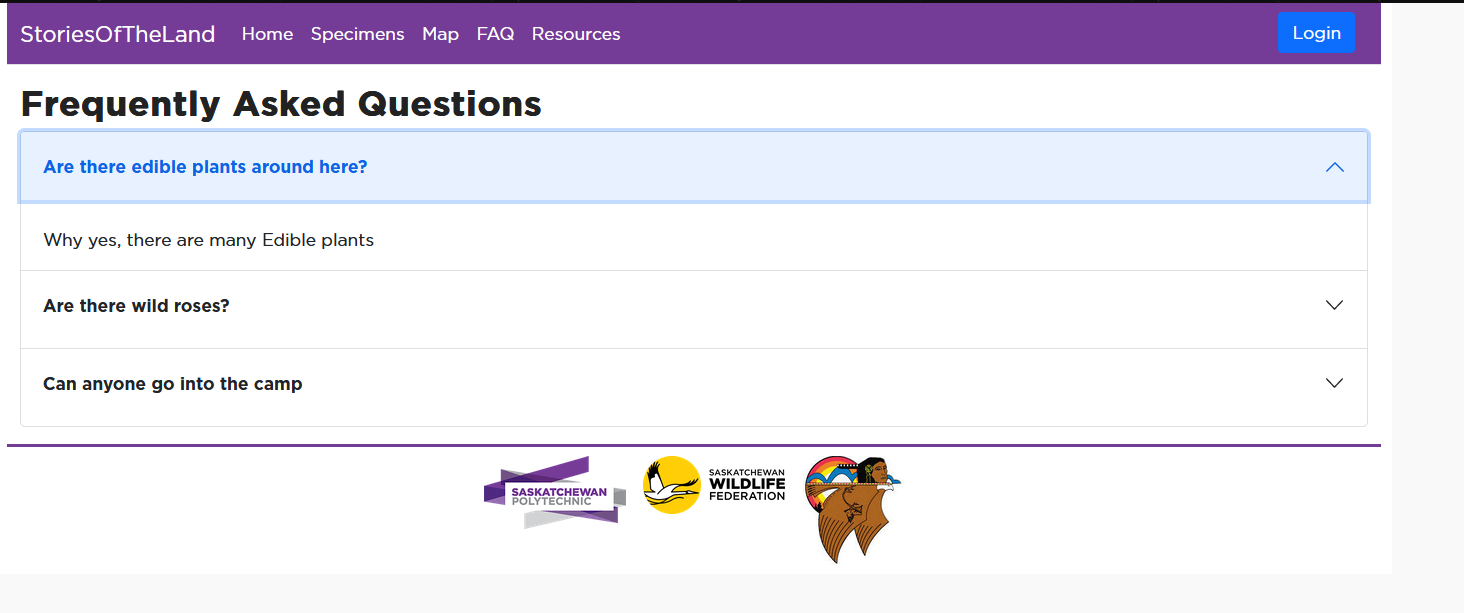 StoriesOfTheLand Home Specimens Map FAQ Resources Login
Frequently Asked Questions
Are there edible plants around here?
Why yes, there are many Edible plants
Are there wild roses?
Can anyone go into the camp
SASKATCHEWAN
POLYTECHNIC
SASKATCHEWAN
WILDLIFE
FEDERATION